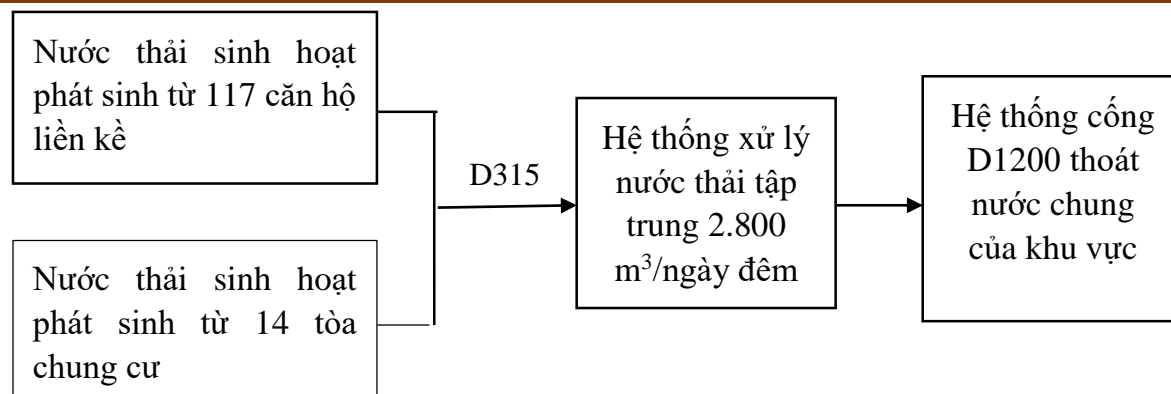 Nước thải sinh hoạt
phát sinh từ 117 căn hộ
liền kề
Nước thải sinh hoạt
phát sinh từ 14 tòa
chung cư
D315
Hệ thống xử lý
nước thải tập
trung 2.800
m³/ngày đêm
Hệ thống cống
D1200 thoát
nước chung
của khu vực